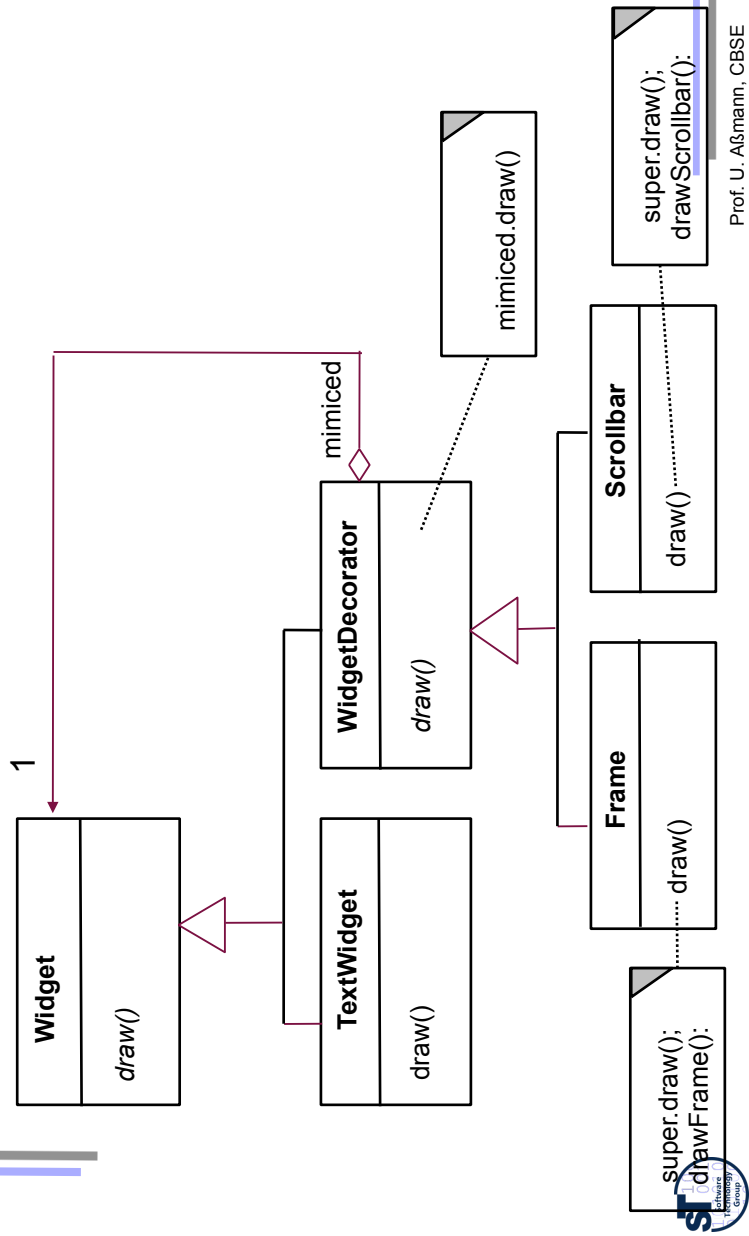 1
Widget
draw()
mimiced
TextWidget
draw()
WidgetDecorator
draw()
mimiced.draw()
Frame
draw()
Scrollbar
draw()
super.draw();
drawFrame():
super.draw();
drawScrollbar():
ST
Software
Technology
Group
Prof. U. Aßmann, CBSE